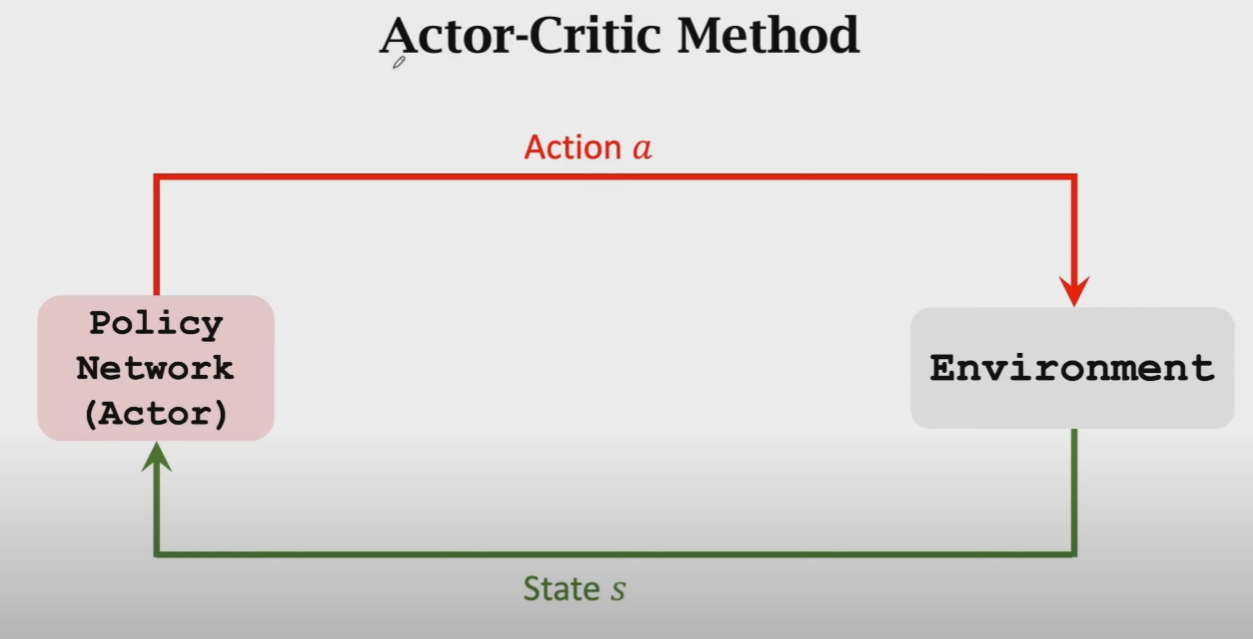 Actor-Critic Method
Action a
Policy
Network
(Actor)
Environment
State s